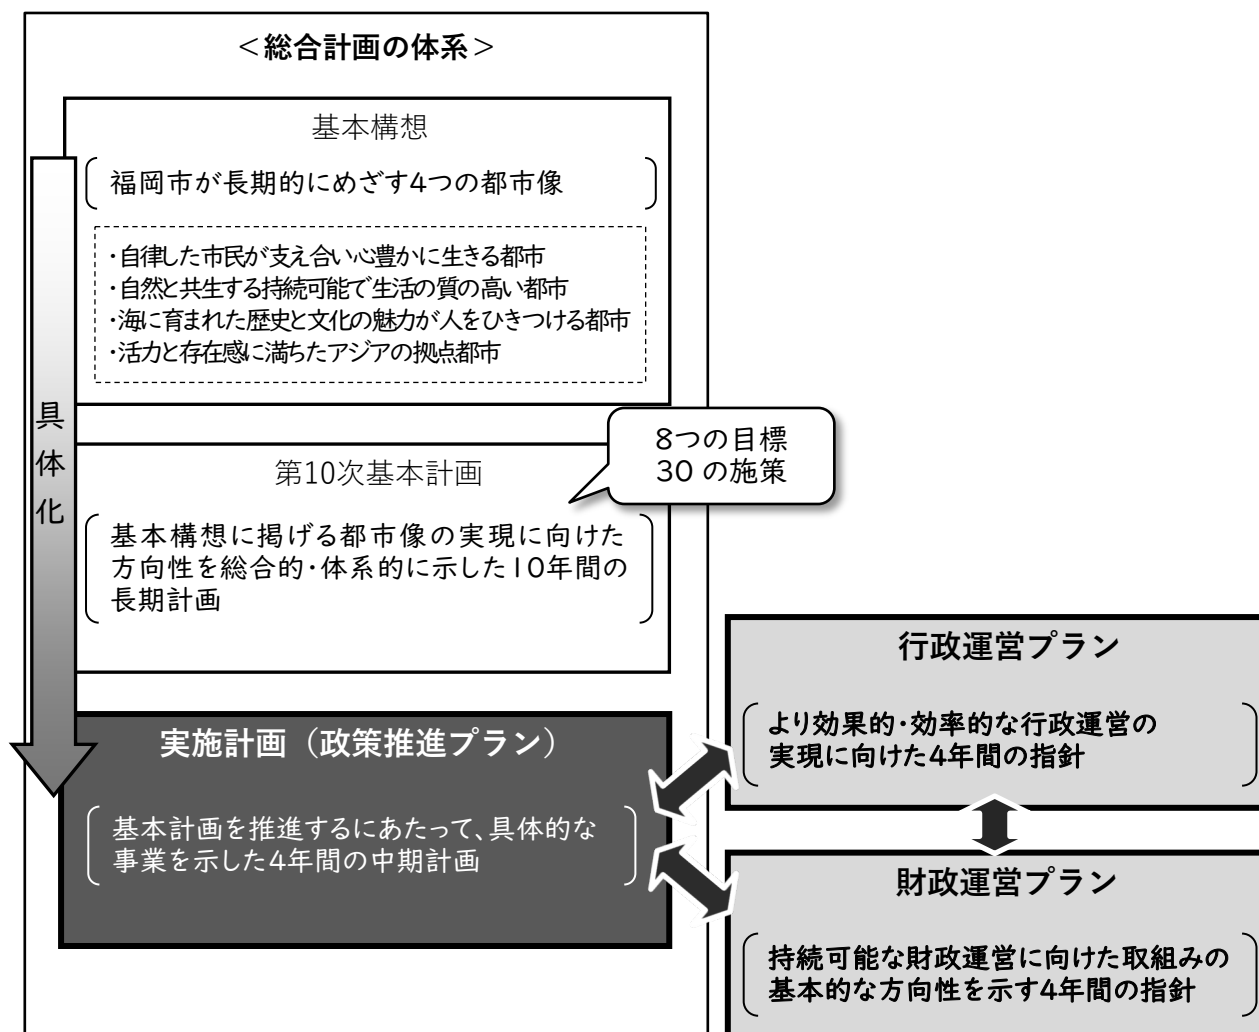 ＜総合計画の体系＞
基本構想
福岡市が長期的にめざす4つの都市像
・自律した市民が支え合い心豊かに生きる都市
・自然と共生する持続可能で生活の質の高い都市
・海に育まれた歴史と文化の魅力が人をひきつける都市
・活力と存在感に満ちたアジアの拠点都市
具体化
8つの目標
30の施策
第10次基本計画
基本構想に掲げる都市像の実現に向けた
方向性を総合的・体系的に示した10年間の
長期計画
実施計画（政策推進プラン）
基本計画を推進するにあたって、具体的な
事業を示した4年間の中期計画
行政運営プラン
より効果的・効率的な行政運営の
実現に向けた4年間の指針
財政運営プラン
持続可能な財政運営に向けた取組みの
基本的な方向性を示す4年間の指針